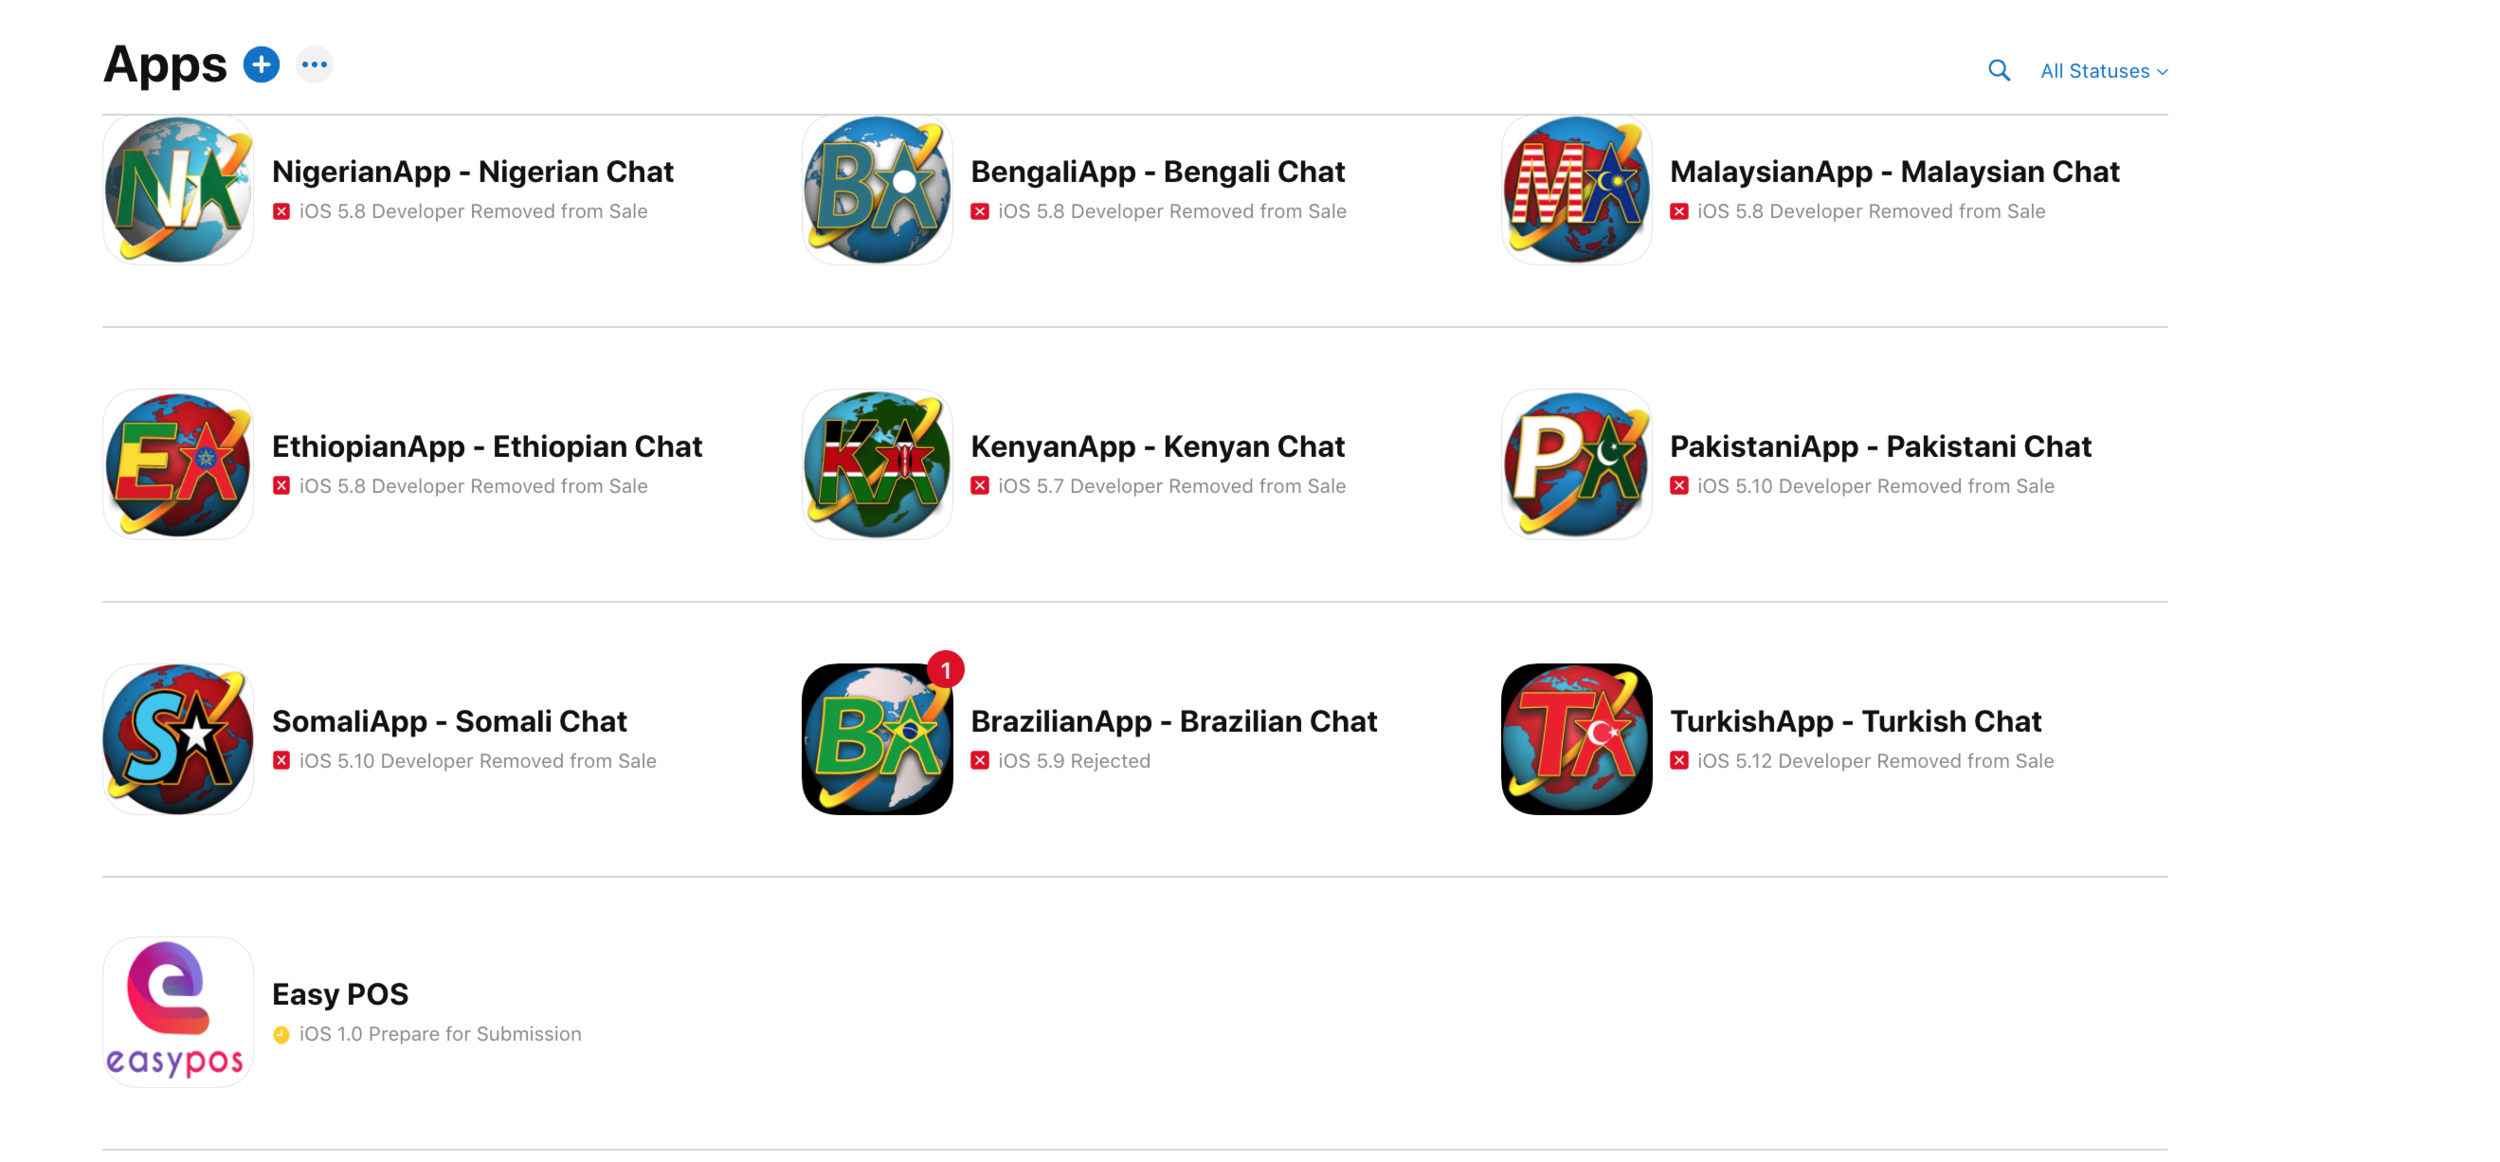 Apps
All Statuses
NA
NigerianApp - Nigerian Chat
iOS 5.8 Developer Removed from Sale
BA
BengaliApp - Bengali Chat
iOS 5.8 Developer Removed from Sale
MA
MalaysianApp - Malaysian Chat
iOS 5.8 Developer Removed from Sale
EA
EthiopianApp - Ethiopian Chat
iOS 5.8 Developer Removed from Sale
KA
KenyanApp - Kenyan Chat
iOS 5.7 Developer Removed from Sale
PA
PakistaniApp - Pakistani Chat
iOS 5.10 Developer Removed from Sale
SA
SomaliApp - Somali Chat
iOS 5.10 Developer Removed from Sale
BA
1
BrazilianApp - Brazilian Chat
iOS 5.9 Rejected
TA
TurkishApp - Turkish Chat
iOS 5.12 Developer Removed from Sale
e
easypos
Easy POS
iOS 1.0 Prepare for Submission